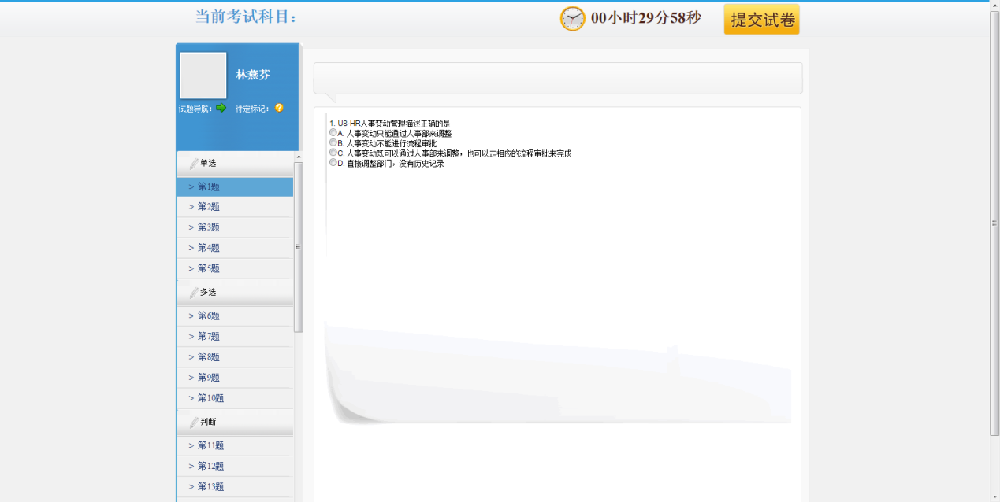 当前考试科目：
00小时29分58秒
提交试卷
林燕芬
试题导航：
待定标记：
单选
> 第1题
> 第2题
> 第3题
> 第4题
> 第5题
多选
> 第6题
> 第7题
> 第8题
> 第9题
> 第10题
判断
> 第11题
> 第12题
> 第13题
1. U8-HR人事变动管理描述正确的是
A. 人事变动只能通过人事部来调整
B. 人事变动不能进行流程审批
C. 人事变动既可以通过人事部来调整，也可以走相应的流程审批来完成
D. 直接调整部门，没有历史记录